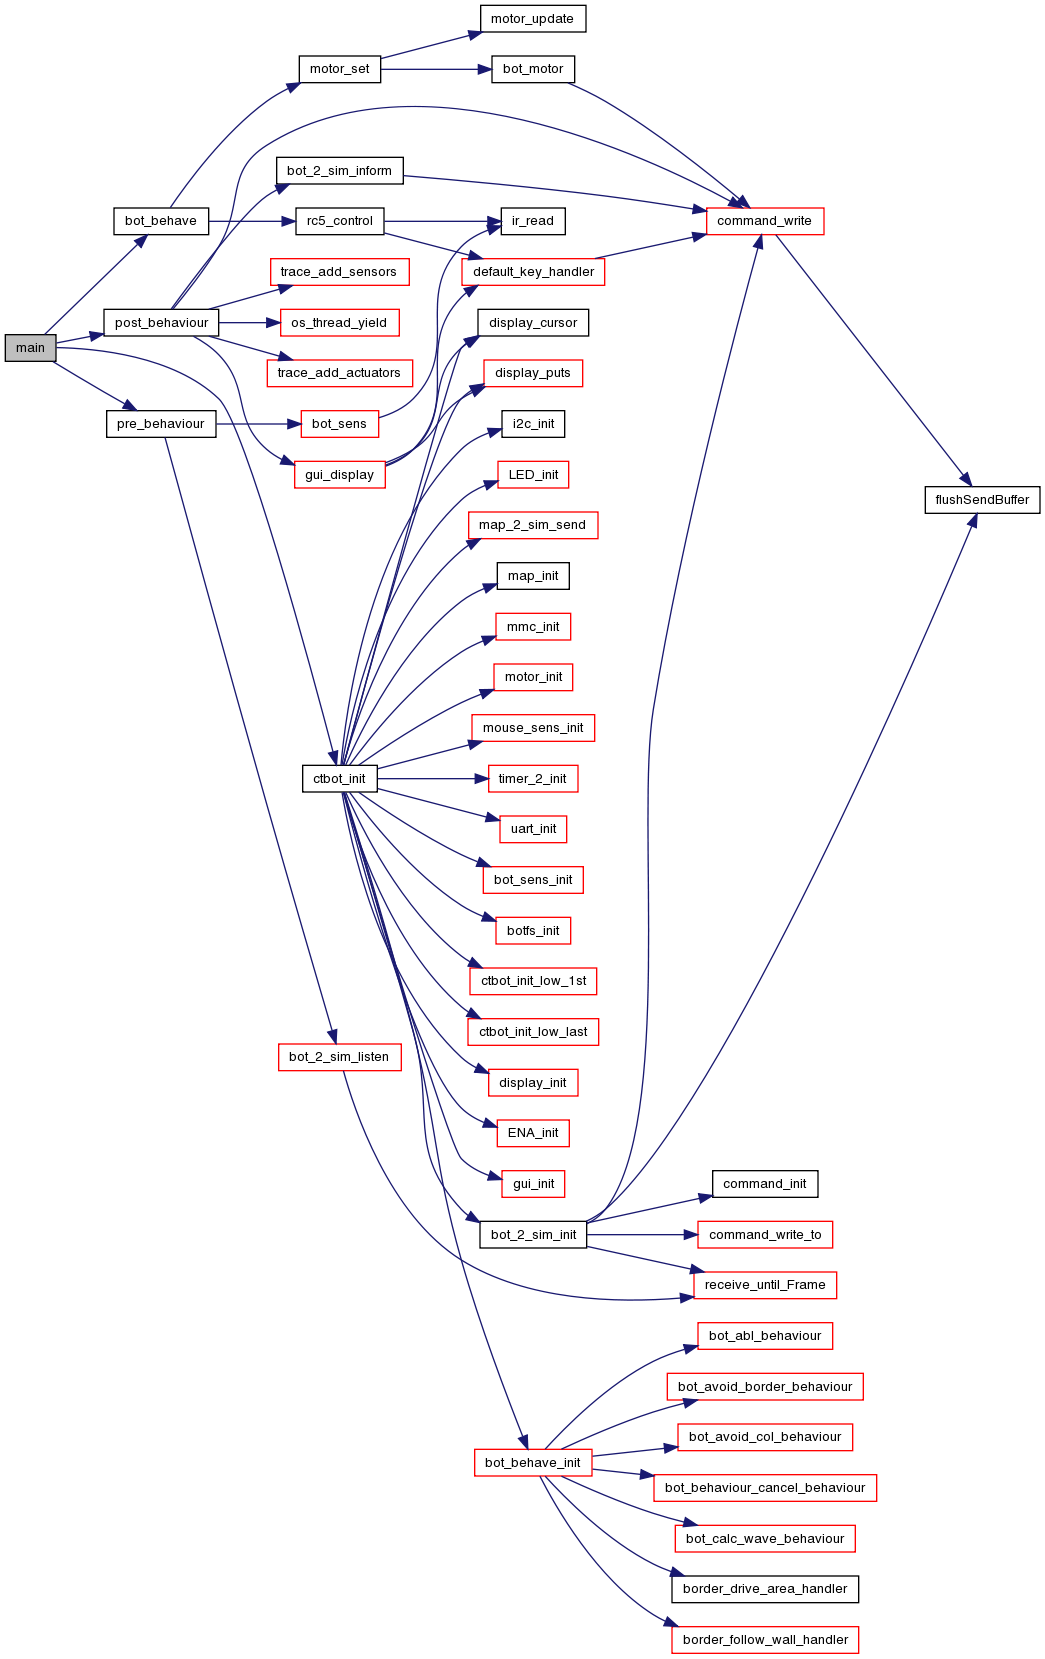 motor_update
motor_set
bot_motor
bot_2_sim_inform
bot_behave
rc5_control
ir_read
command_write
trace_add_sensors
default_key_handler
post_behaviour
os_thread_yield
display_cursor
main
trace_add_actuators
display_puts
pre_behaviour
bot_sens
i2c_init
gui_display
LED_init
flushSendBuffer
map_2_sim_send
map_init
mmc_init
motor_init
mouse_sens_init
ctbot_init
timer_2_init
uart_init
bot_sens_init
botfs_init
ctbot_init_low_1st
ctbot_init_low_last
bot_2_sim_listen
display_init
ENA_init
gui_init
command_init
bot_2_sim_init
command_write_to
receive_until_Frame
bot_abl_behaviour
bot_avoid_border_behaviour
bot_avoid_col_behaviour
bot_behave_init
bot_behaviour_cancel_behaviour
bot_calc_wave_behaviour
border_drive_area_handler
border_follow_wall_handler